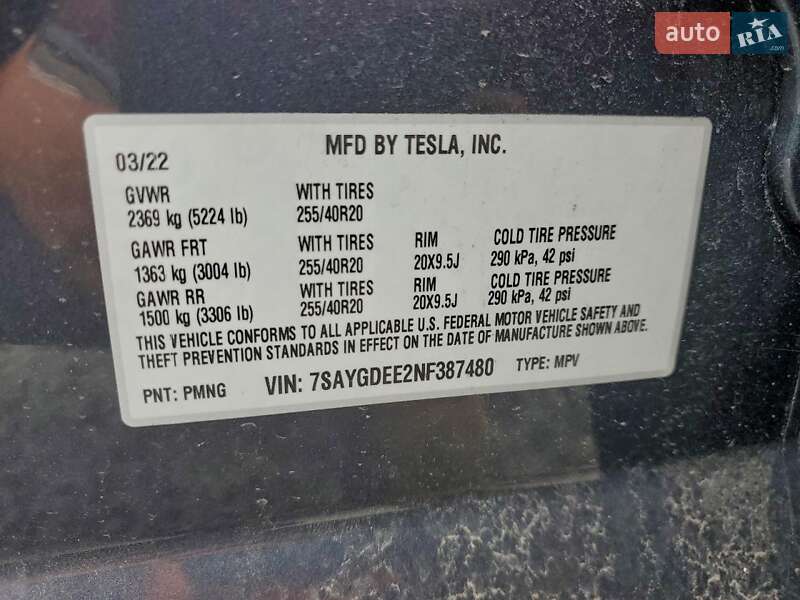 auto RIA.com
MFD BY TESLA, INC.
03/22
GVWR WITH TIRES
2369 kg (5224 lb) 255/40R20
GAWR FRT WITH TIRES RIM COLD TIRE PRESSURE
1363 kg (3004 lb) 255/40R20 20X9.5J 290 kPa, 42 psi
GAWR RR WITH TIRES RIM COLD TIRE PRESSURE
1500 kg (3306 lb) 255/40R20 20X9.5J 290 kPa, 42 psi
THIS VEHICLE CONFORMS TO ALL APPLICABLE U.S. FEDERAL MOTOR VEHICLE SAFETY AND
THEFT PREVENTION STANDARDS IN EFFECT ON THE DATE OF MANUFACTURE SHOWN ABOVE.
PNT: PMNG VIN: 7SAYGDEE2NF387480 TYPE: MPV